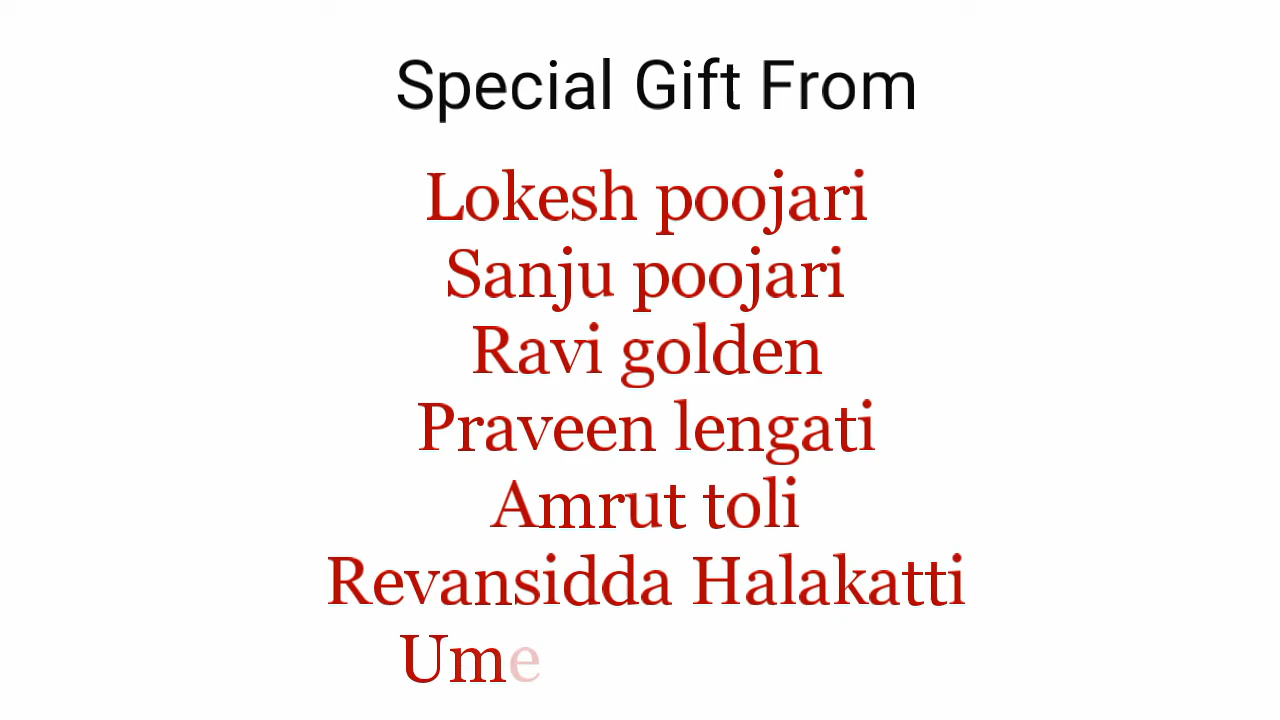 Special Gift From
Lokesh poojari
Sanju poojari
Ravi golden
Praveen lengati
Amrut toli
Revansidda Halakatti
Ume